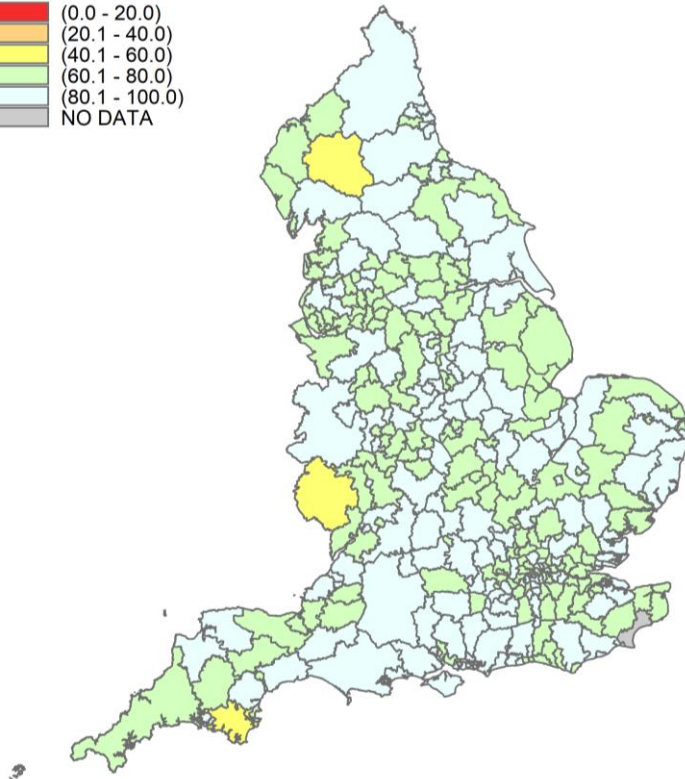 (0.0 - 20.0)
(20.1 - 40.0)
(40.1 - 60.0)
(60.1 - 80.0)
(80.1 - 100.0)
NO DATA